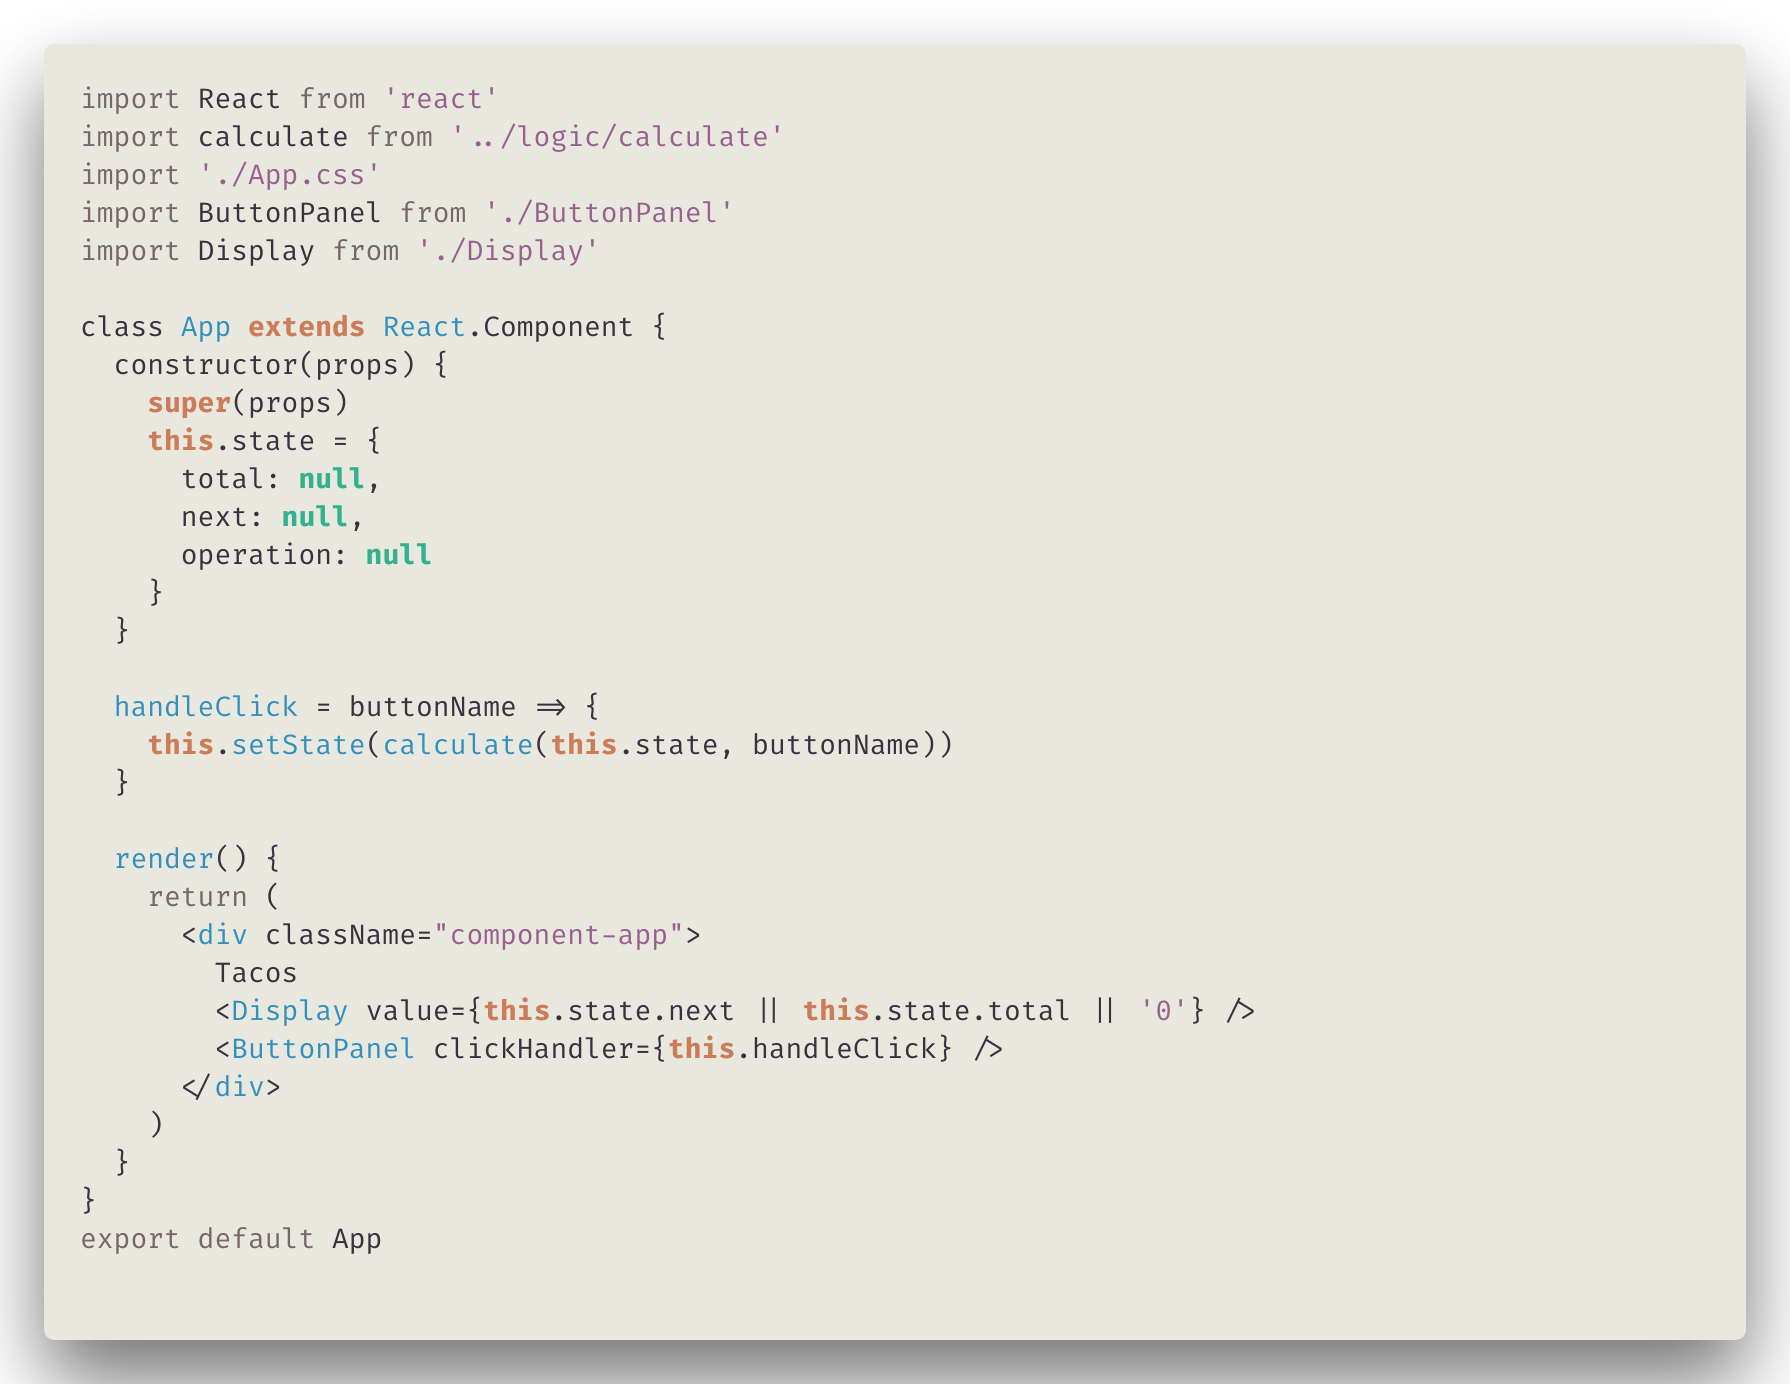 import React from 'react'
import calculate from '../logic/calculate'
import './App.css'
import ButtonPanel from './ButtonPanel'
import Display from './Display'

class App extends React.Component {
  constructor(props) {
    super(props)
    this.state = {
      total: null,
      next: null,
      operation: null
    }
  }

  handleClick = buttonName => {
    this.setState(calculate(this.state, buttonName))
  }

  render() {
    return (
      <div className="component-app">
        Tacos
        <Display value={this.state.next || this.state.total || '0'} />
        <ButtonPanel clickHandler={this.handleClick} />
      </div>
    )
  }
}
export default App